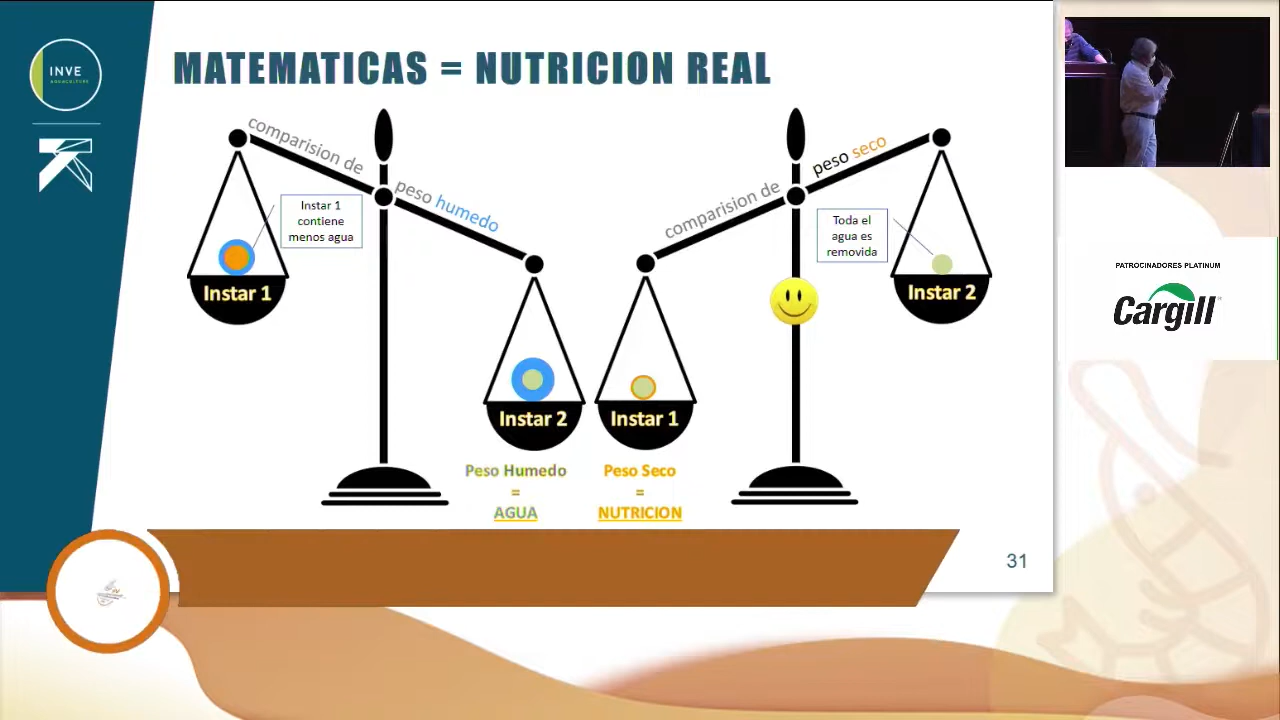 INVE
AQUACULTURE
MATEMATICAS = NUTRICION REAL
comparision de
peso humedo
Instar 1
contiene
menos agua
Instar 1
Instar 2
comparision de
peso seco
Toda el
agua es
removida
Instar 1
Instar 2
Peso Humedo
=
AGUA
Peso Seco
=
NUTRICION
31
PATROCINADORES PLATINUM
Cargill